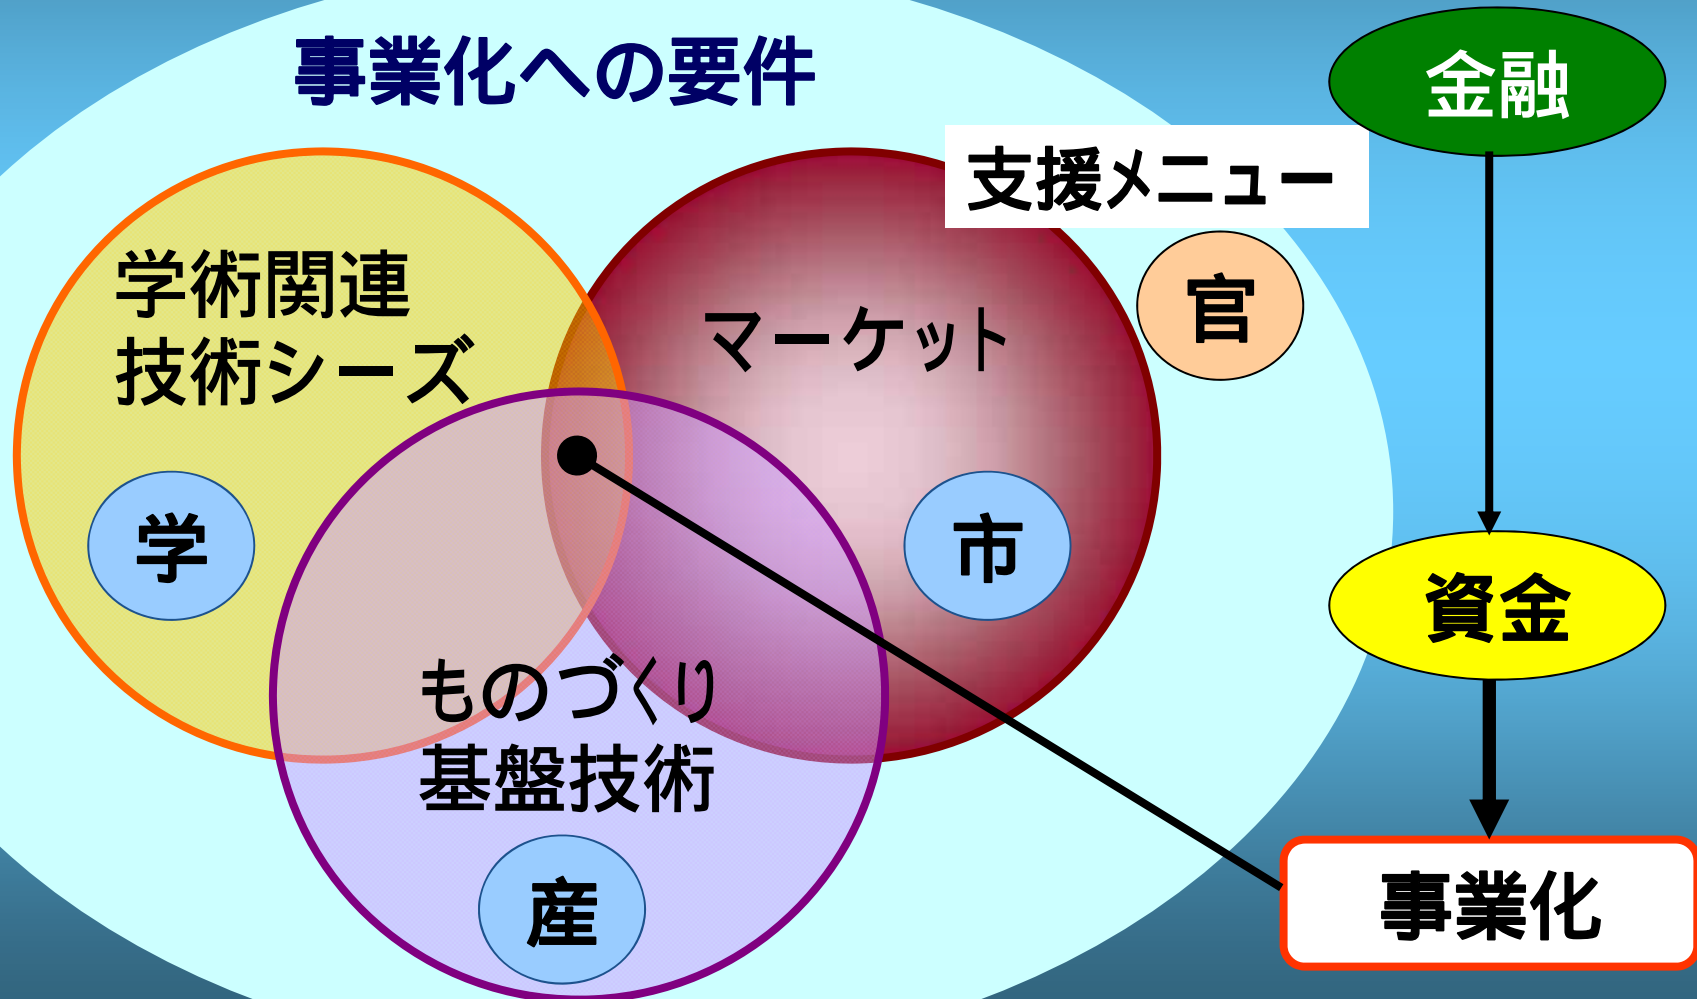 事業化への要件
金融
支援メニュー
学術関連
技術シーズ
官
マーケット
学
市
資金
ものづくり
基盤技術
産
事業化